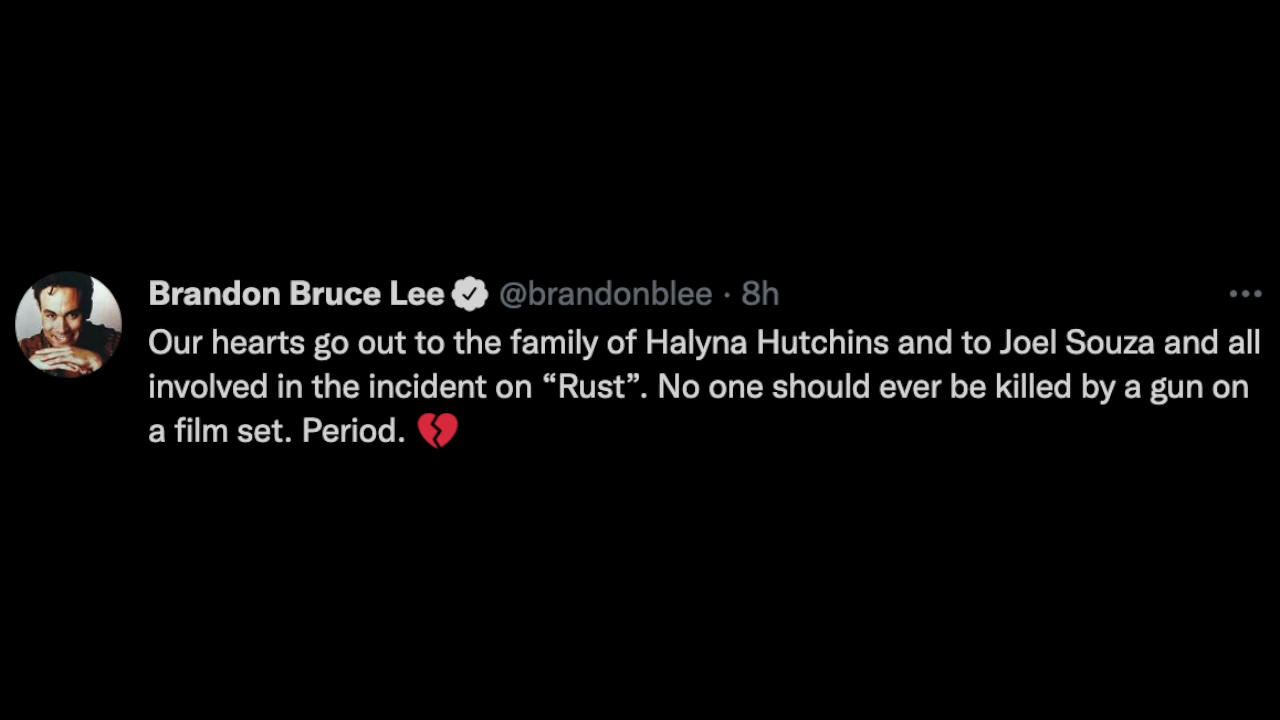 Brandon Bruce Lee @brandonblee · 8h
Our hearts go out to the family of Halyna Hutchins and to Joel Souza and all
involved in the incident on “Rust”. No one should ever be killed by a gun on
a film set. Period. 💔